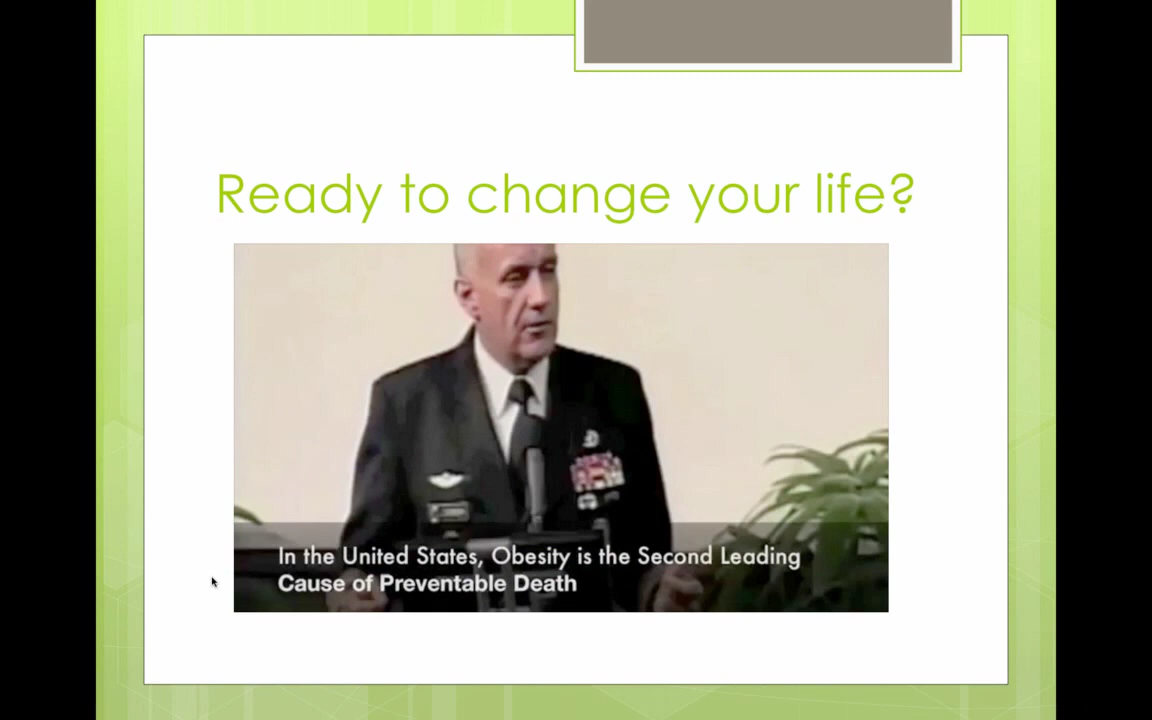 Ready to change your life?
In the United States, Obesity is the Second Leading
Cause of Preventable Death